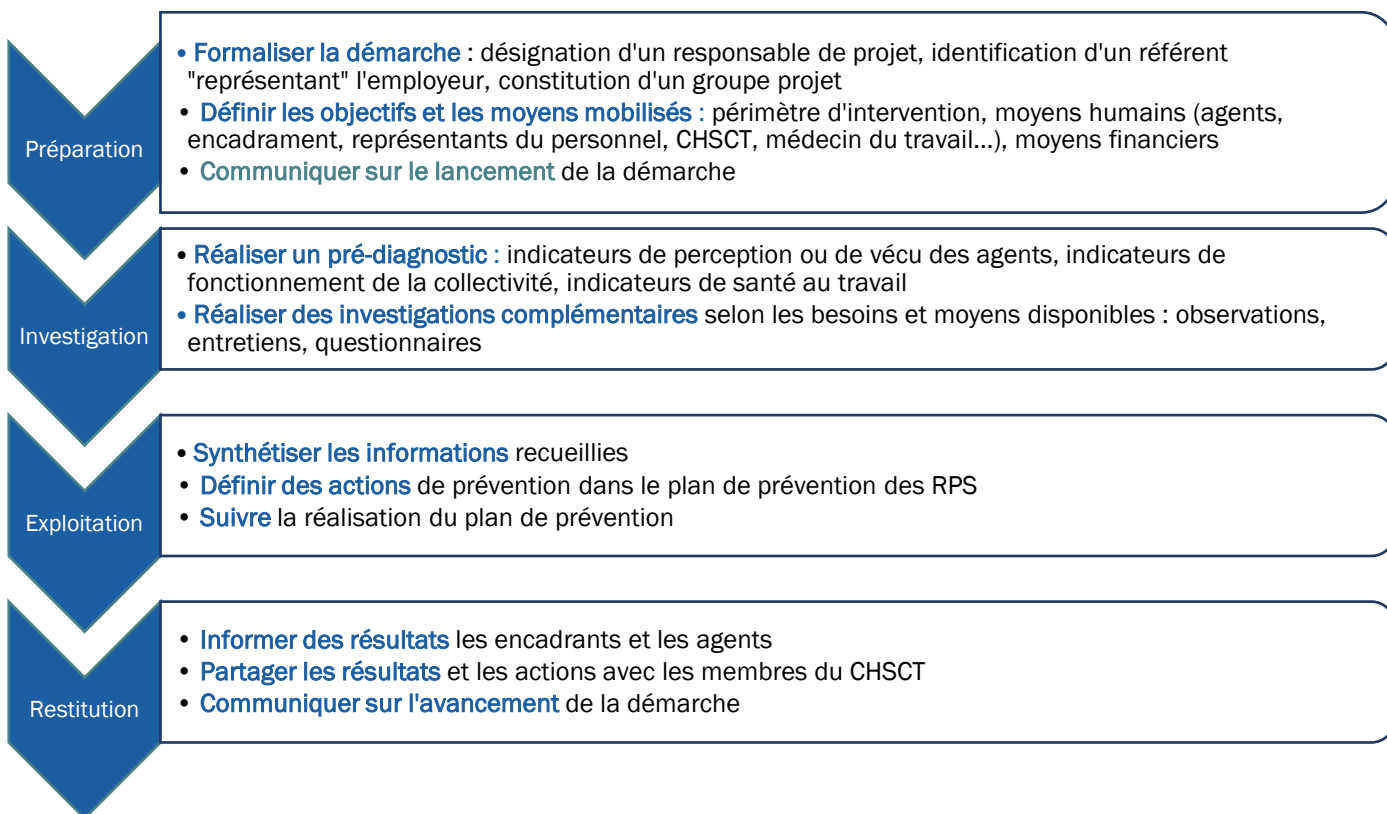 Préparation
• Formaliser la démarche : désignation d'un responsable de projet, identification d'un référent
"représentant" l'employeur, constitution d'un groupe projet
• Définir les objectifs et les moyens mobilisés : périmètre d'intervention, moyens humains (agents,
encadrament, représentants du personnel, CHSCT, médecin du travail...), moyens financiers
• Communiquer sur le lancement de la démarche
Investigation
• Réaliser un pré-diagnostic : indicateurs de perception ou de vécu des agents, indicateurs de
fonctionnement de la collectivité, indicateurs de santé au travail
• Réaliser des investigations complémentaires selon les besoins et moyens disponibles : observations,
entretiens, questionnaires
Exploitation
• Synthétiser les informations recueillies
• Définir des actions de prévention dans le plan de prévention des RPS
• Suivre la réalisation du plan de prévention
Restitution
• Informer des résultats les encadrants et les agents
• Partager les résultats et les actions avec les membres du CHSCT
• Communiquer sur l'avancement de la démarche